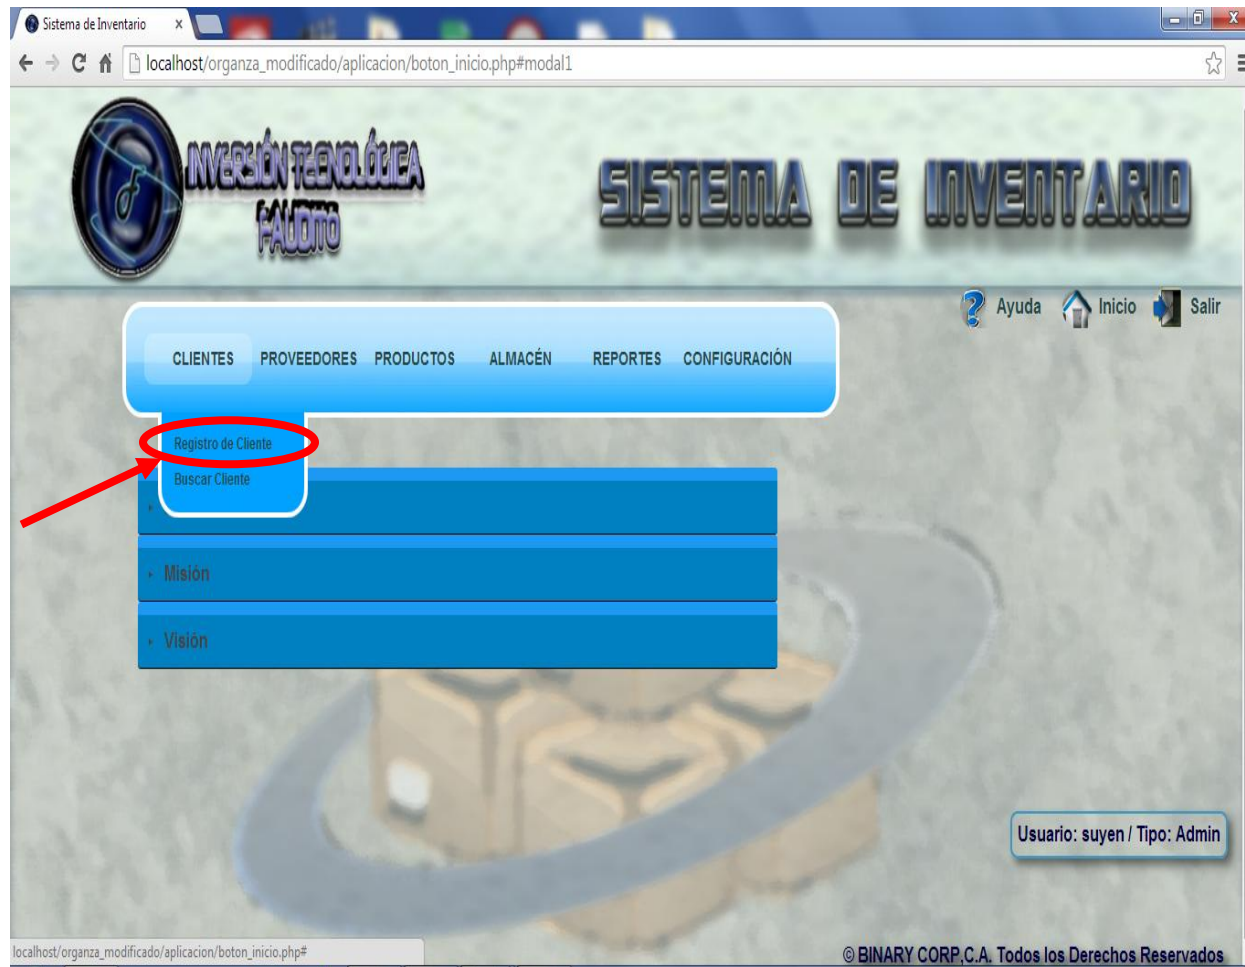 Sistema de Inventario
localhost/organza_modificado/aplicacion/boton_inicio.php#modal1
INVERSIÓN TECNOLÓGICA
FAUDITO
SISTEMA DE INVENTARIO
Ayuda Inicio Salir
CLIENTES PROVEEDORES PRODUCTOS ALMACÉN REPORTES CONFIGURACIÓN
Registro de Cliente
Buscar Cliente
Misión
Visión
Usuario: suyen / Tipo: Admin
localhost/organza_modificado/aplicacion/boton_inicio.php#
© BINARY CORP,C.A. Todos los Derechos Reservados